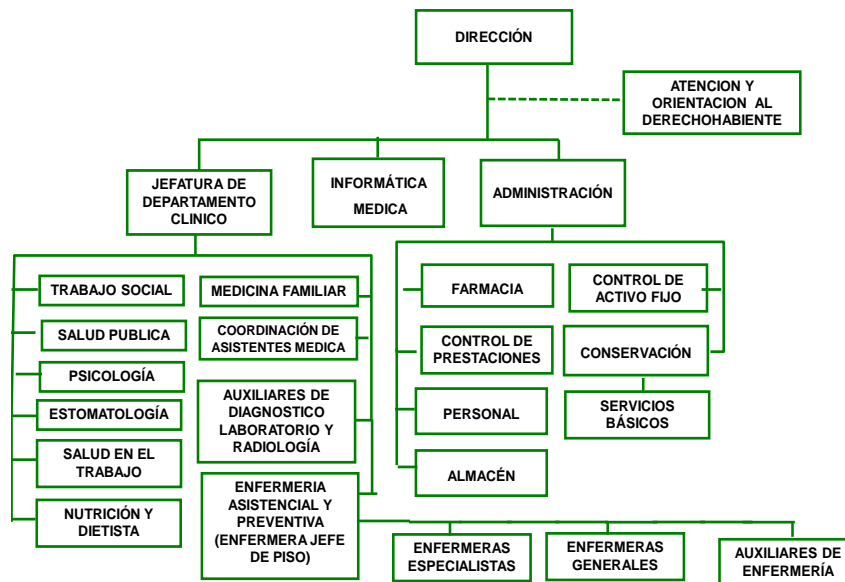 DIRECCIÓN
ATENCION Y
ORIENTACION AL
DERECHOHABIENTE
JEFATURA DE
DEPARTAMENTO
CLINICO
INFORMÁTICA
MEDICA
ADMINISTRACIÓN
TRABAJO SOCIAL
SALUD PUBLICA
PSICOLOGÍA
ESTOMATOLOGÍA
SALUD EN EL
TRABAJO
NUTRICIÓN Y
DIETISTA
MEDICINA FAMILIAR
COORDINACIÓN DE
ASISTENTES MEDICA
AUXILIARES DE
DIAGNOSTICO
LABORATORIO Y
RADIOLOGÍA
ENFERMERIA
ASISTENCIAL Y
PREVENTIVA
(ENFERMERA JEFE
DE PISO)
FARMACIA
CONTROL DE
PRESTACIONES
PERSONAL
ALMACÉN
CONTROL DE
ACTIVO FIJO
CONSERVACIÓN
SERVICIOS
BÁSICOS
ENFERMERAS
ESPECIALISTAS
ENFERMERAS
GENERALES
AUXILIARES DE
ENFERMERÍA